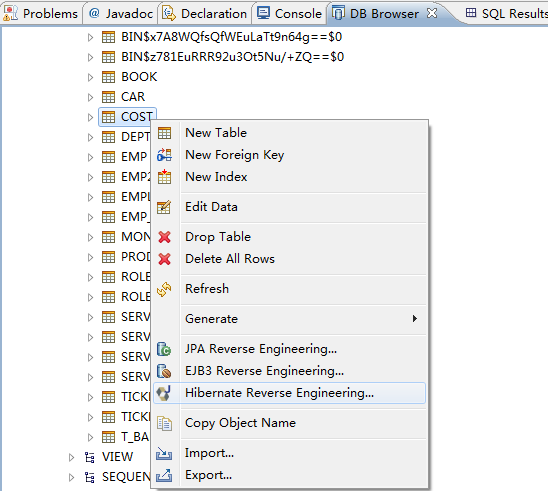 Problems @ Javadoc Declaration Console DB Browser SQL Results
BIN$x7A8WQfsQfWEuLaTt9n64g==$0
BIN$z781EuRRR92u3Ot5Nu/+ZQ==$0
BOOK
CAR
COST
DEPT
EMP
EMP2
EMPL
EMP_
MON
PROD
ROLE
ROLE
SERV
SERV
SERV
SERV
TICK
TICK
T_BA
VIEW
SEQUEN
New Table
New Foreign Key
New Index
Edit Data
Drop Table
Delete All Rows
Refresh
Generate
JPA Reverse Engineering...
EJB3 Reverse Engineering...
Hibernate Reverse Engineering...
Copy Object Name
Import...
Export...